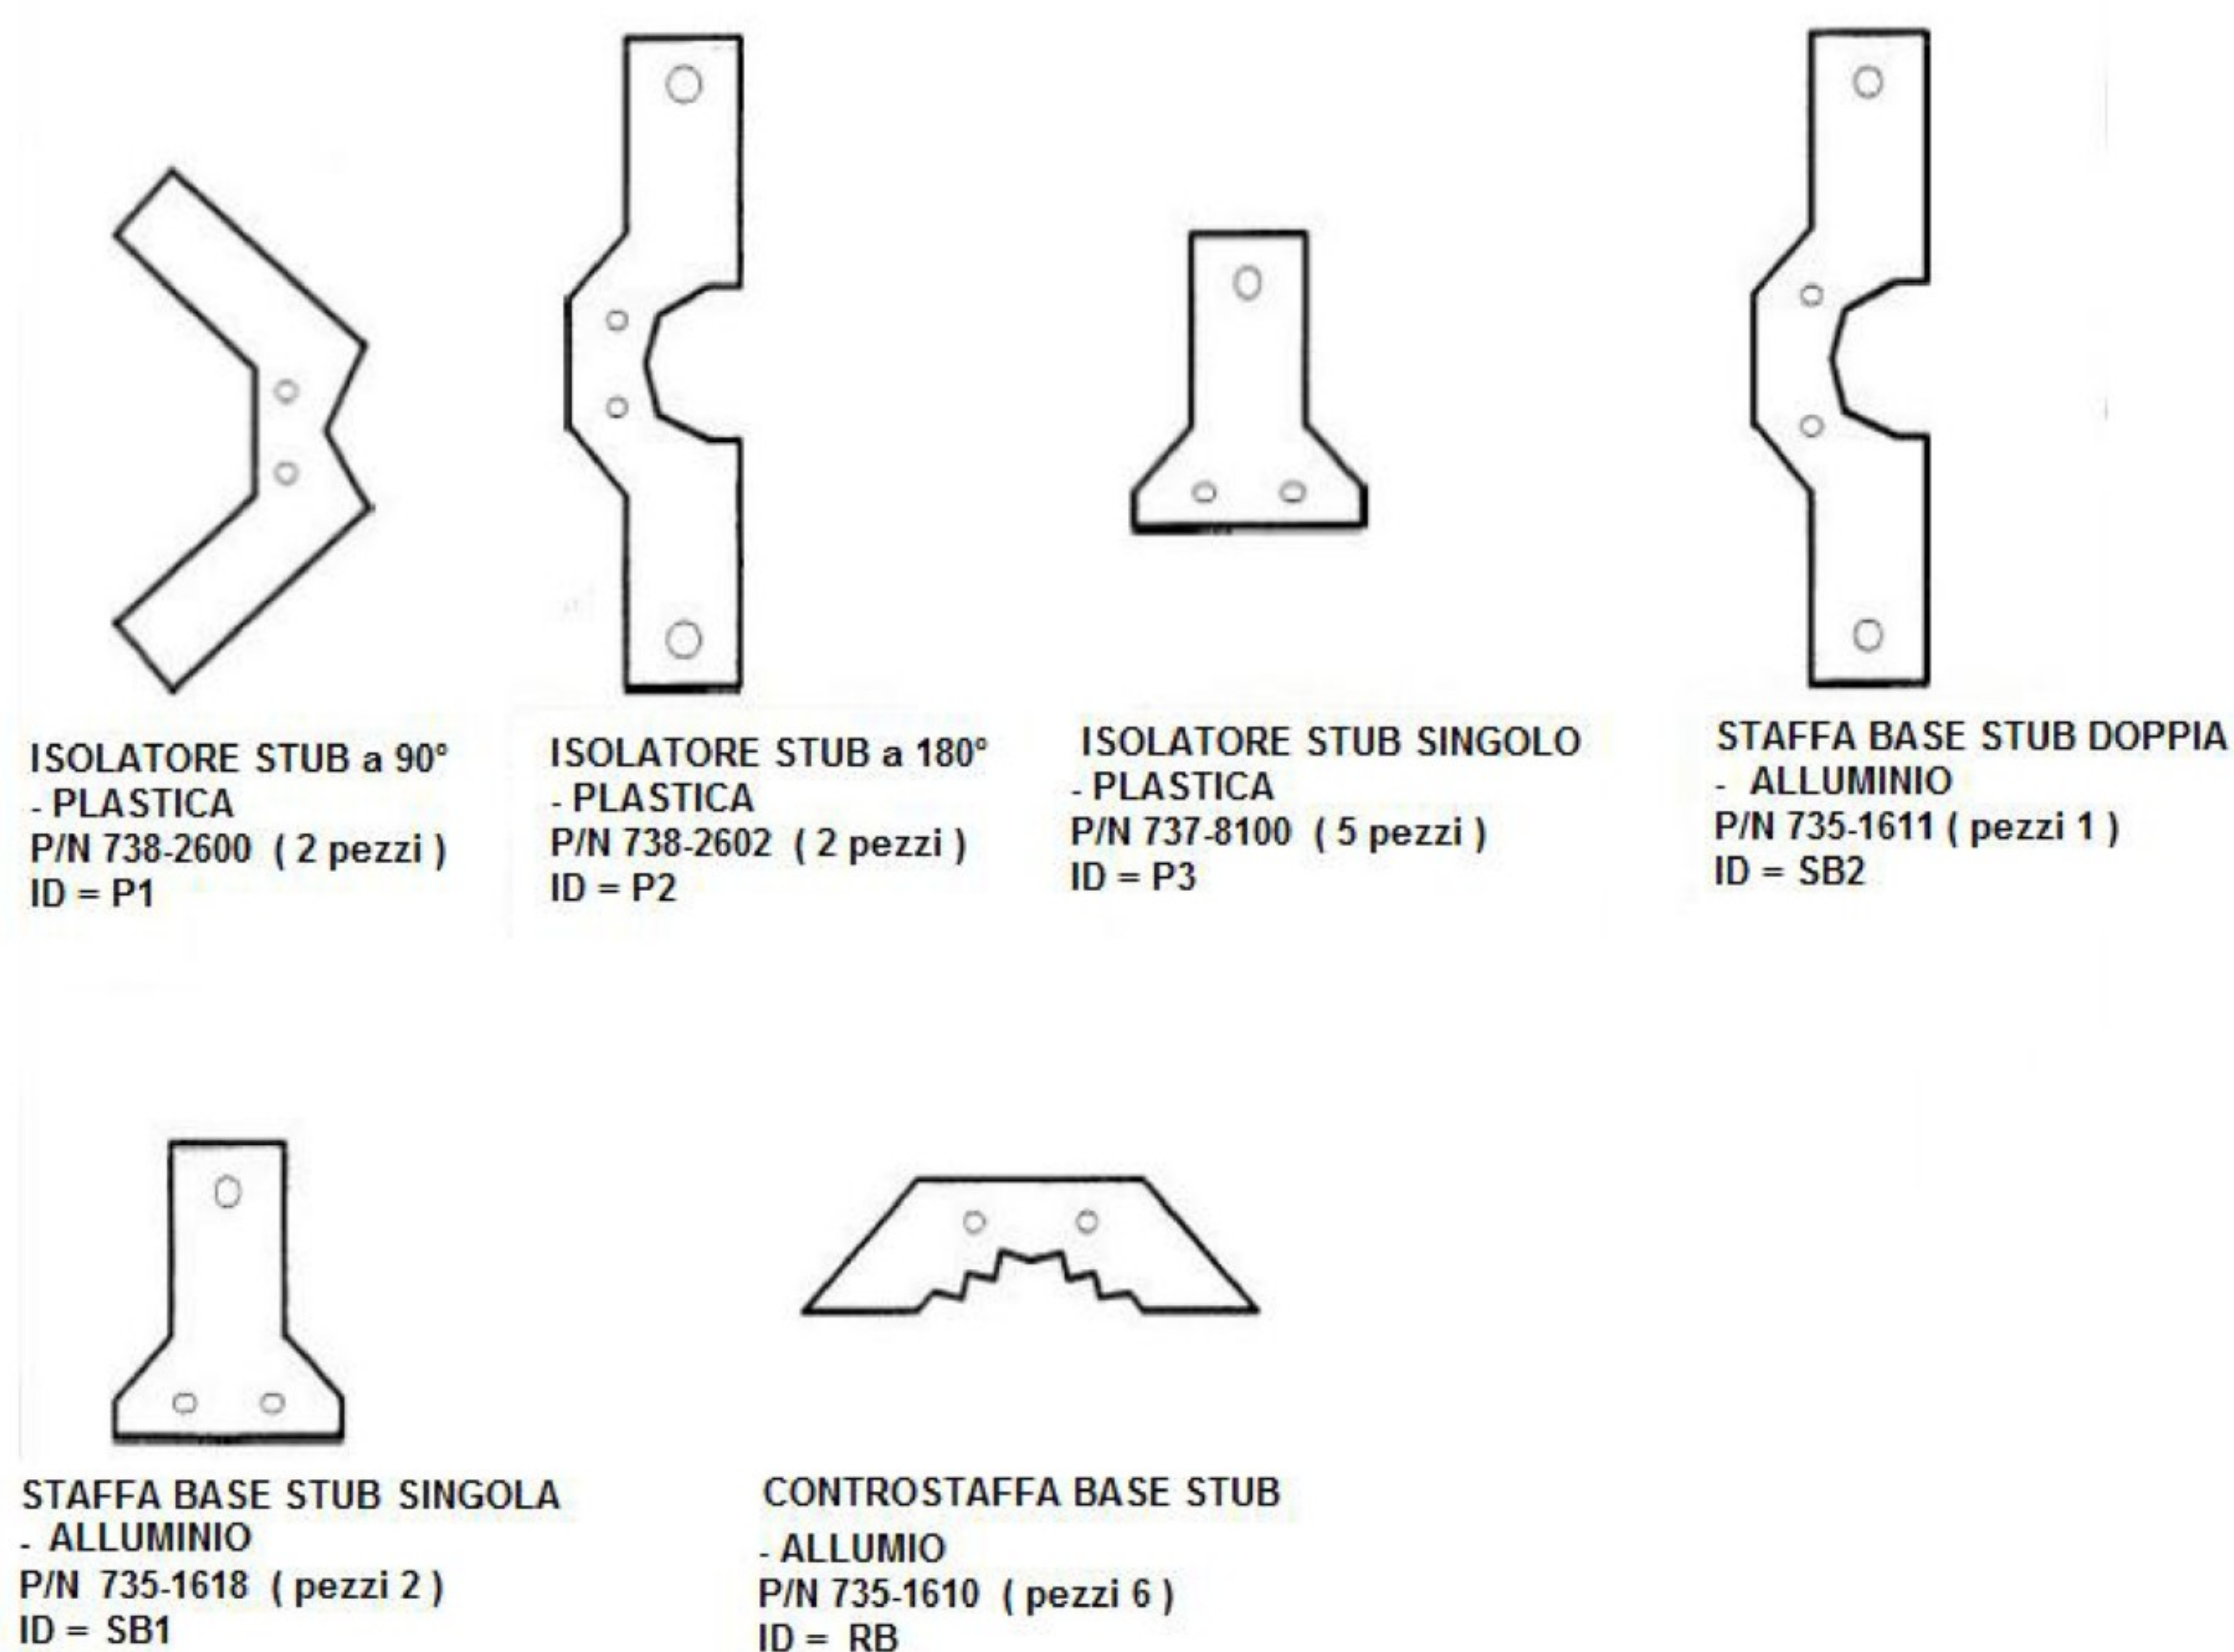 ISOLATORE STUB a 90°
- PLASTICA
P/N 738-2600 ( 2 pezzi )
ID = P1
ISOLATORE STUB a 180°
- PLASTICA
P/N 738-2602 ( 2 pezzi )
ID = P2
ISOLATORE STUB SINGOLO
- PLASTICA
P/N 737-8100 ( 5 pezzi )
ID = P3
STAFFA BASE STUB DOPPIA
- ALLUMINIO
P/N 735-1611 ( pezzi 1 )
ID = SB2
STAFFA BASE STUB SINGOLA
- ALLUMINIO
P/N 735-1618 ( pezzi 2 )
ID = SB1
CONTROSTAFFA BASE STUB
- ALLUMIO
P/N 735-1610 ( pezzi 6 )
ID = RB